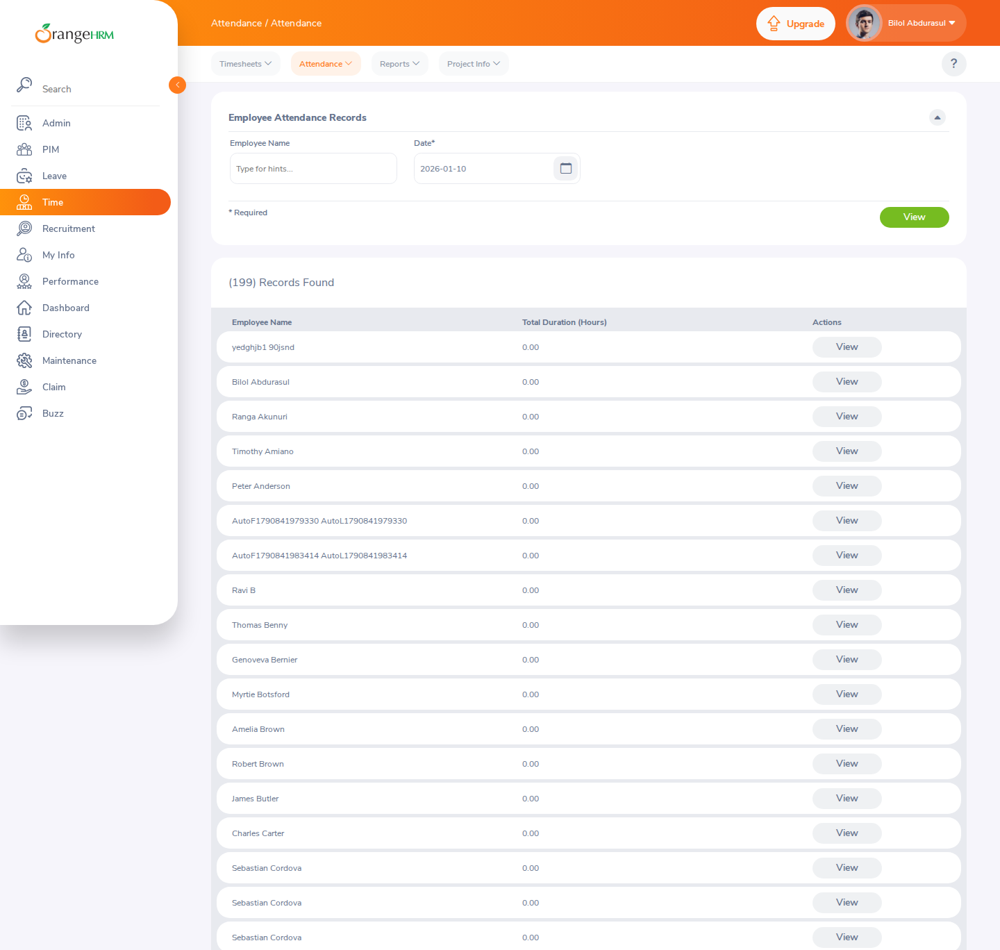 OrangeHRM
Attendance / Attendance
Upgrade
Bilol Abdurasul
Timesheets
Attendance
Reports
Project Info
?
Search
Admin
PIM
Leave
Time
Recruitment
My Info
Performance
Dashboard
Directory
Maintenance
Claim
Buzz
Employee Attendance Records
Employee Name
Date*
Type for hints...
2026-01-10
* Required
View
(199) Records Found
Employee Name Total Duration (Hours) Actions
yedghjb1 90jsnd 0.00 View
Bilol Abdurasul 0.00 View
Ranga Akunuri 0.00 View
Timothy Amiano 0.00 View
Peter Anderson 0.00 View
AutoF1790841979330 AutoL1790841979330 0.00 View
AutoF1790841983414 AutoL1790841983414 0.00 View
Ravi B 0.00 View
Thomas Benny 0.00 View
Genoveva Bernier 0.00 View
Myrtie Botsford 0.00 View
Amelia Brown 0.00 View
Robert Brown 0.00 View
James Butler 0.00 View
Charles Carter 0.00 View
Sebastian Cordova 0.00 View
Sebastian Cordova 0.00 View
Sebastian Cordova 0.00 View